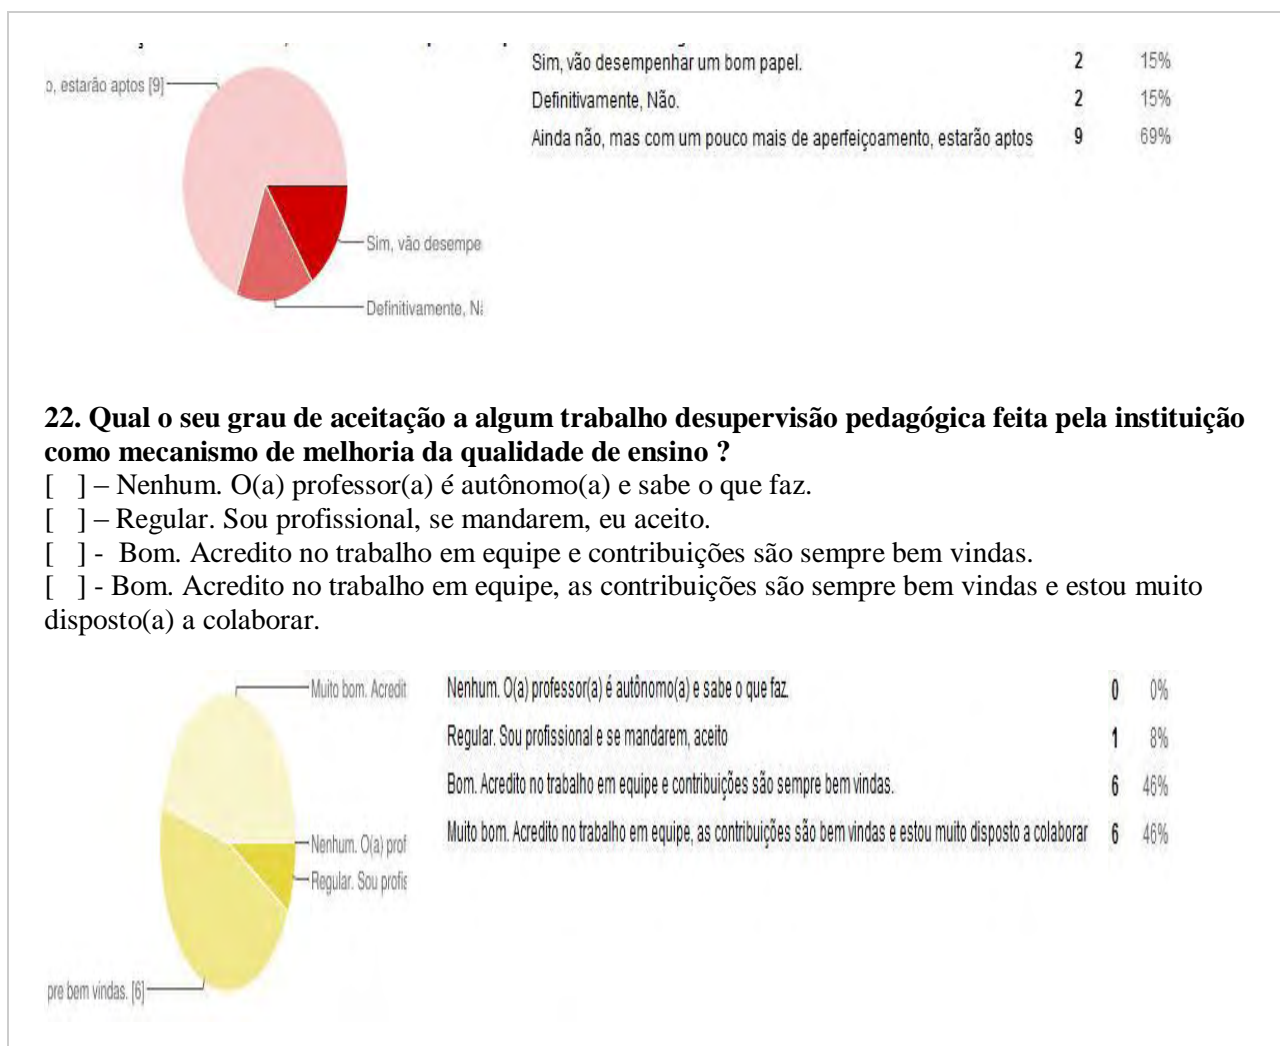 o, estarão aptos [9]
Sim, vão desempe
Definitivamente, Nã
Sim, vão desempenhar um bom papel. 2 15%
Definitivamente, Não. 2 15%
Ainda não, mas com um pouco mais de aperfeiçoamento, estarão aptos 9 69%
22. Qual o seu grau de aceitação a algum trabalho desupervisão pedagógica feita pela instituição
como mecanismo de melhoria da qualidade de ensino ?
[ ] – Nenhum. O(a) professor(a) é autônomo(a) e sabe o que faz.
[ ] – Regular. Sou profissional, se mandarem, eu aceito.
[ ] - Bom. Acredito no trabalho em equipe e contribuições são sempre bem vindas.
[ ] - Bom. Acredito no trabalho em equipe, as contribuições são sempre bem vindas e estou muito
disposto(a) a colaborar.
Muito bom. Acredit
Nenhum. O(a) prof
Regular. Sou profis
pre bem vindas. [6]
Nenhum. O(a) professor(a) é autônomo(a) e sabe o que faz. 0 0%
Regular. Sou profissional e se mandarem, aceito 1 8%
Bom. Acredito no trabalho em equipe e contribuições são sempre bem vindas. 6 46%
Muito bom. Acredito no trabalho em equipe, as contribuições são bem vindas e estou muito disposto a colaborar 6 46%